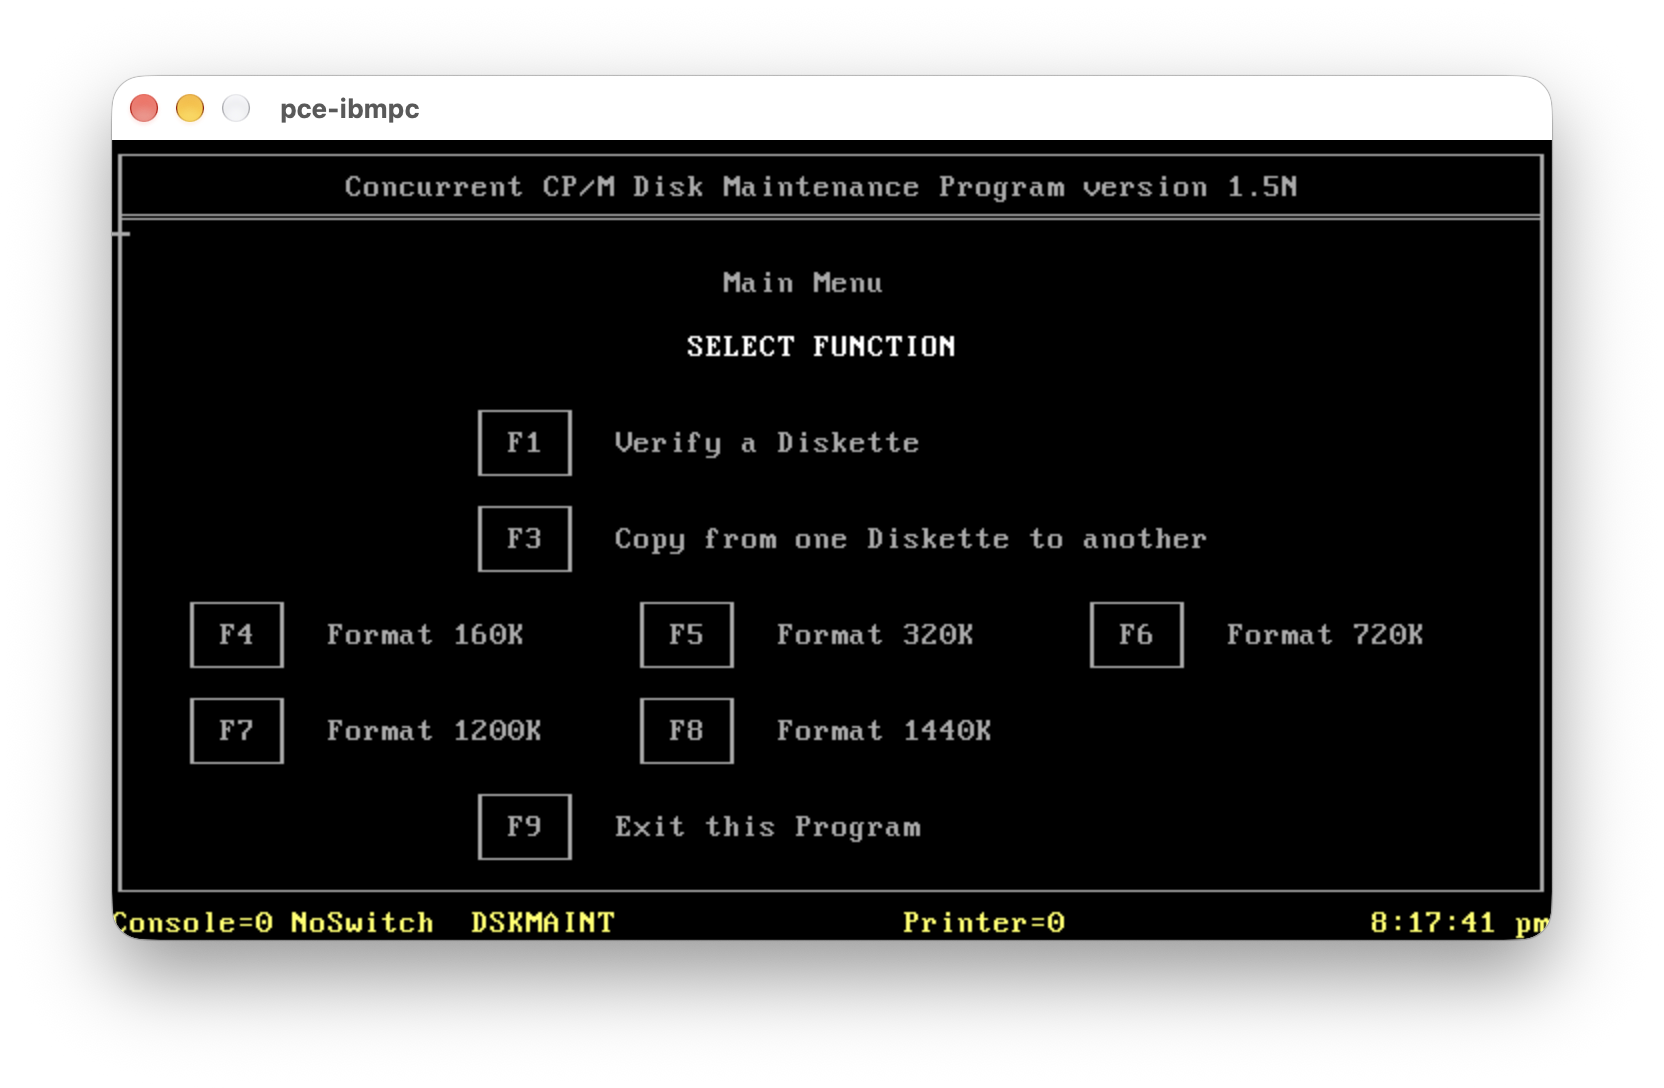 pce-ibmpc
Concurrent CP/M Disk Maintenance Program version 1.5N
Main Menu
SELECT FUNCTION
F1 Verify a Diskette
F3 Copy from one Diskette to another
F4 Format 160K F5 Format 320K F6 Format 720K
F7 Format 1200K F8 Format 1440K
F9 Exit this Program
Console=0 NoSwitch DSKMAINT Printer=0 8:17:41 pm